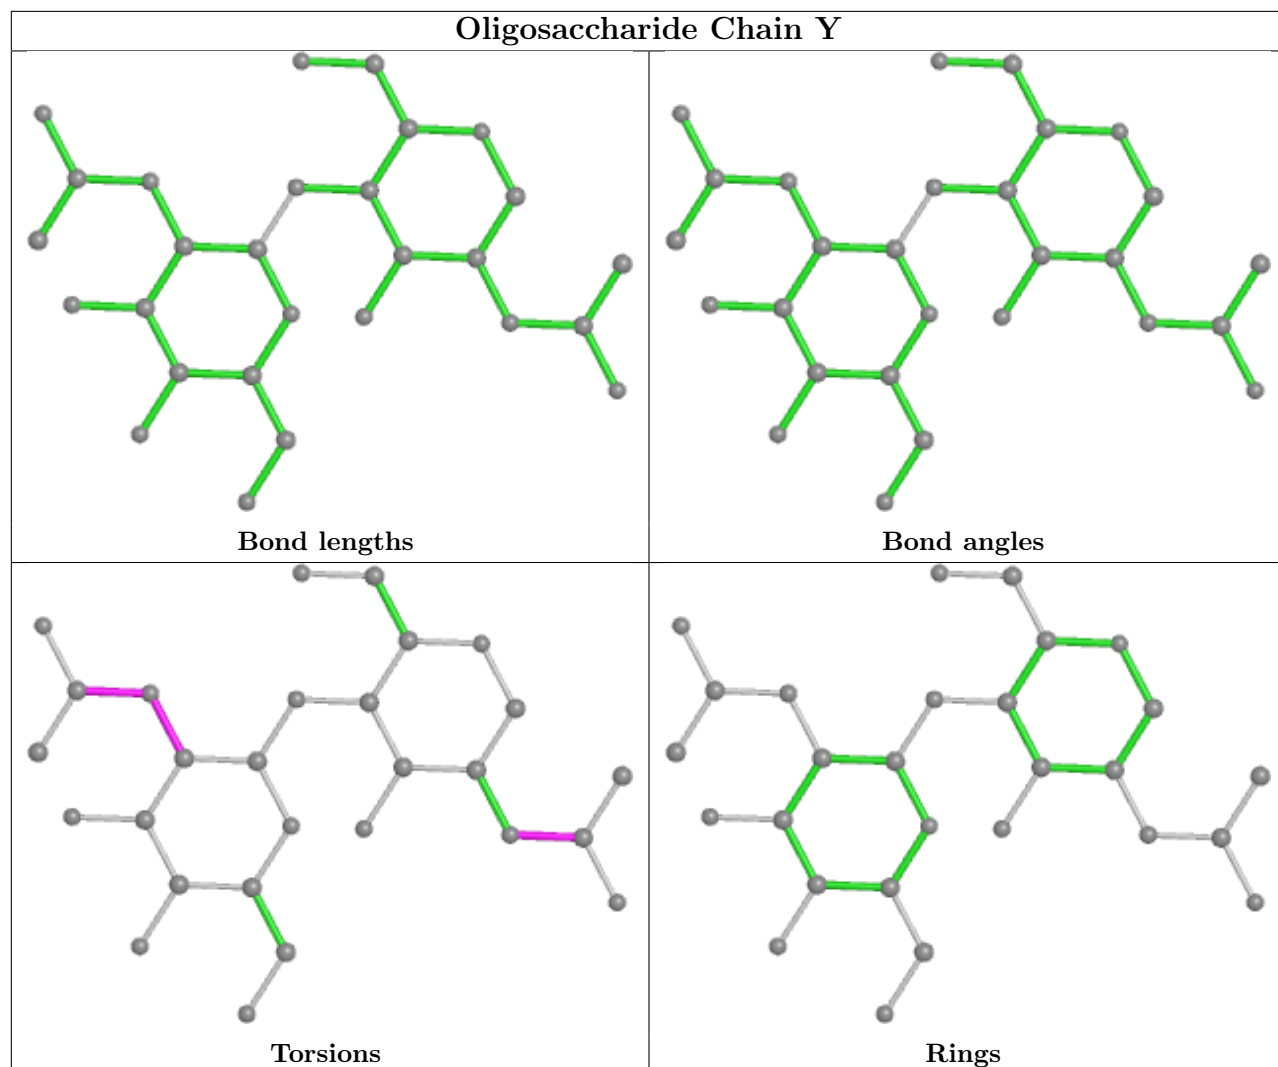 Oligosaccharide Chain Y
Bond lengths
Bond angles
Torsions
Rings